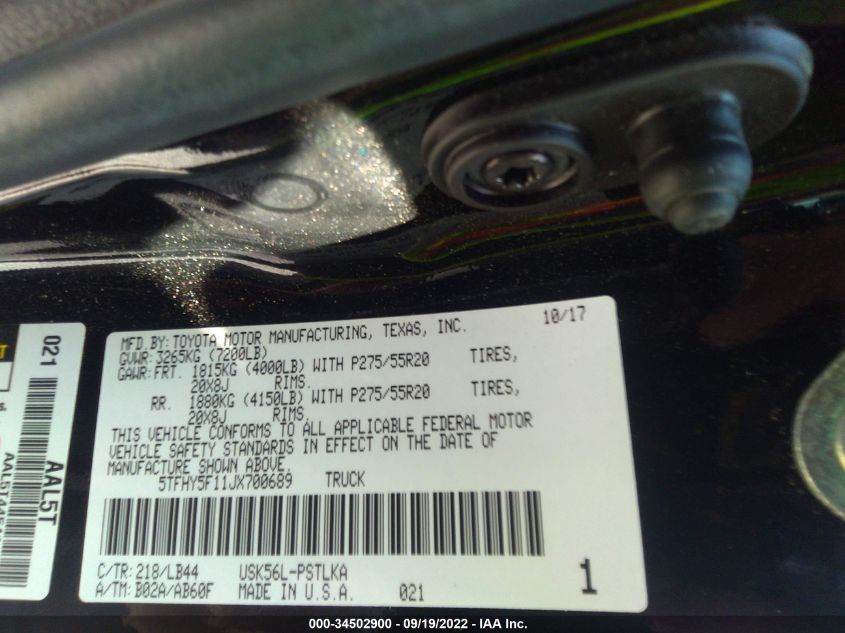 MFD.BY:TOYOTA MOTOR MANUFACTURING, TEXAS, INC. 10/17
GVWR:3265KG (7200LB)
GAWR:FRT. 1815KG (4000LB) WITH P275/55R20 TIRES,
20X8J RIMS.
RR. 1880KG (4150LB) WITH P275/55R20 TIRES,
20X8J RIMS.
THIS VEHICLE CONFORMS TO ALL APPLICABLE FEDERAL MOTOR
VEHICLE SAFETY STANDARDS IN EFFECT ON THE DATE OF
MANUFACTURE SHOWN ABOVE.
5TFHY5F11JX700689 TRUCK
C/TR:218/LB44 USK56L-PSTLKA
A/TM:B02A/AB60F MADE IN U.S.A. 021 1
021
AAL5T
000-34502900 - 09/19/2022 - IAA Inc.